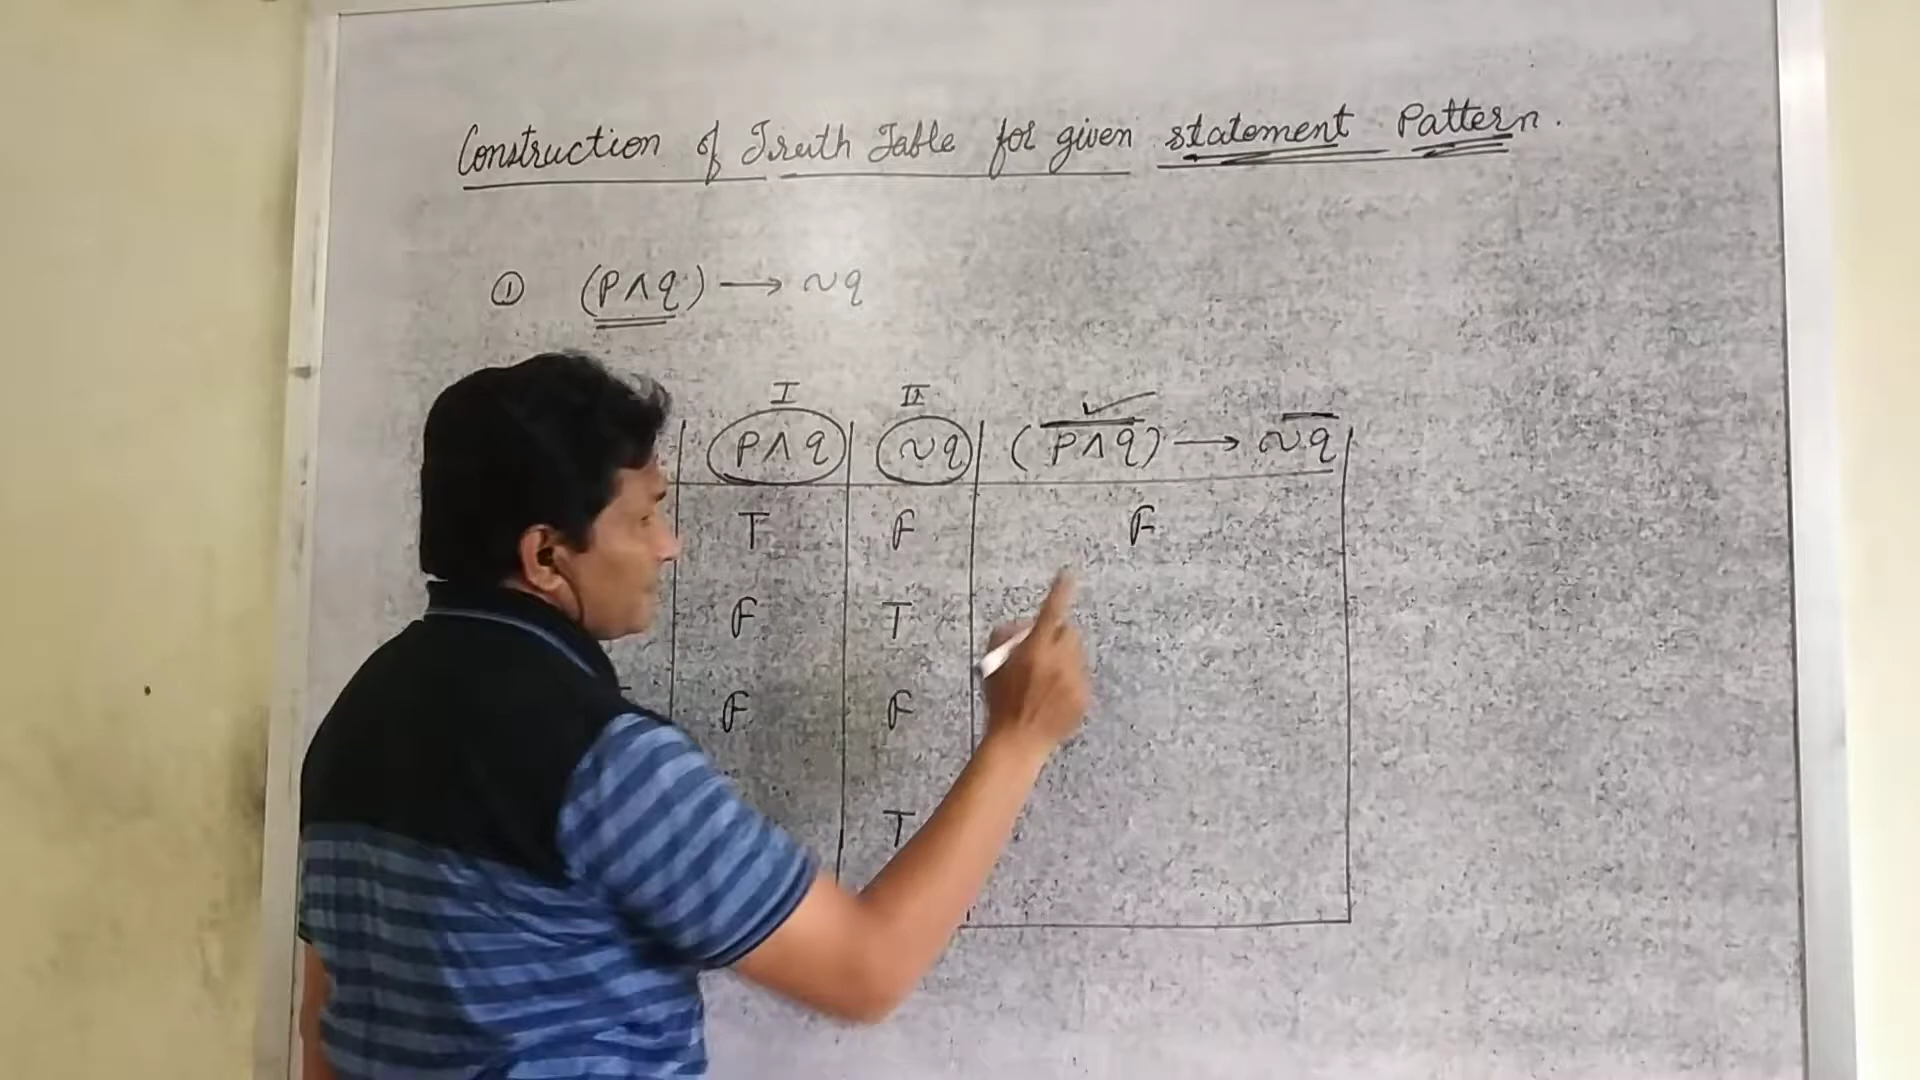 Construction of Truth Table for given statement Pattern.
① (P∧q) → ~q
I II
P∧q ~q (P∧q) → ~q
T F F
F T
F F
T